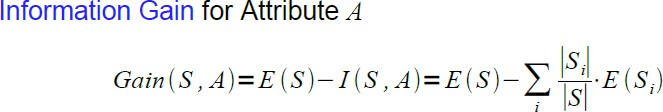 Information Gain for Attribute A
Gain(S, A)=E(S)−I(S, A)=E(S)−∑_i |S_i|/|S|·E(S_i)